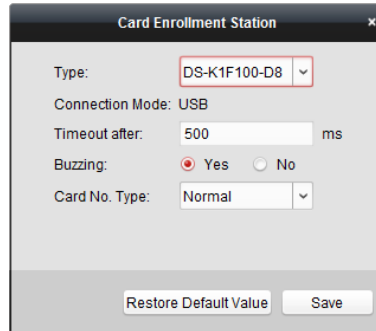 Card Enrollment Station ×
Type: DS-K1F100-D8
Connection Mode: USB
Timeout after: 500 ms
Buzzing: Yes No
Card No. Type: Normal
Restore Default Value Save